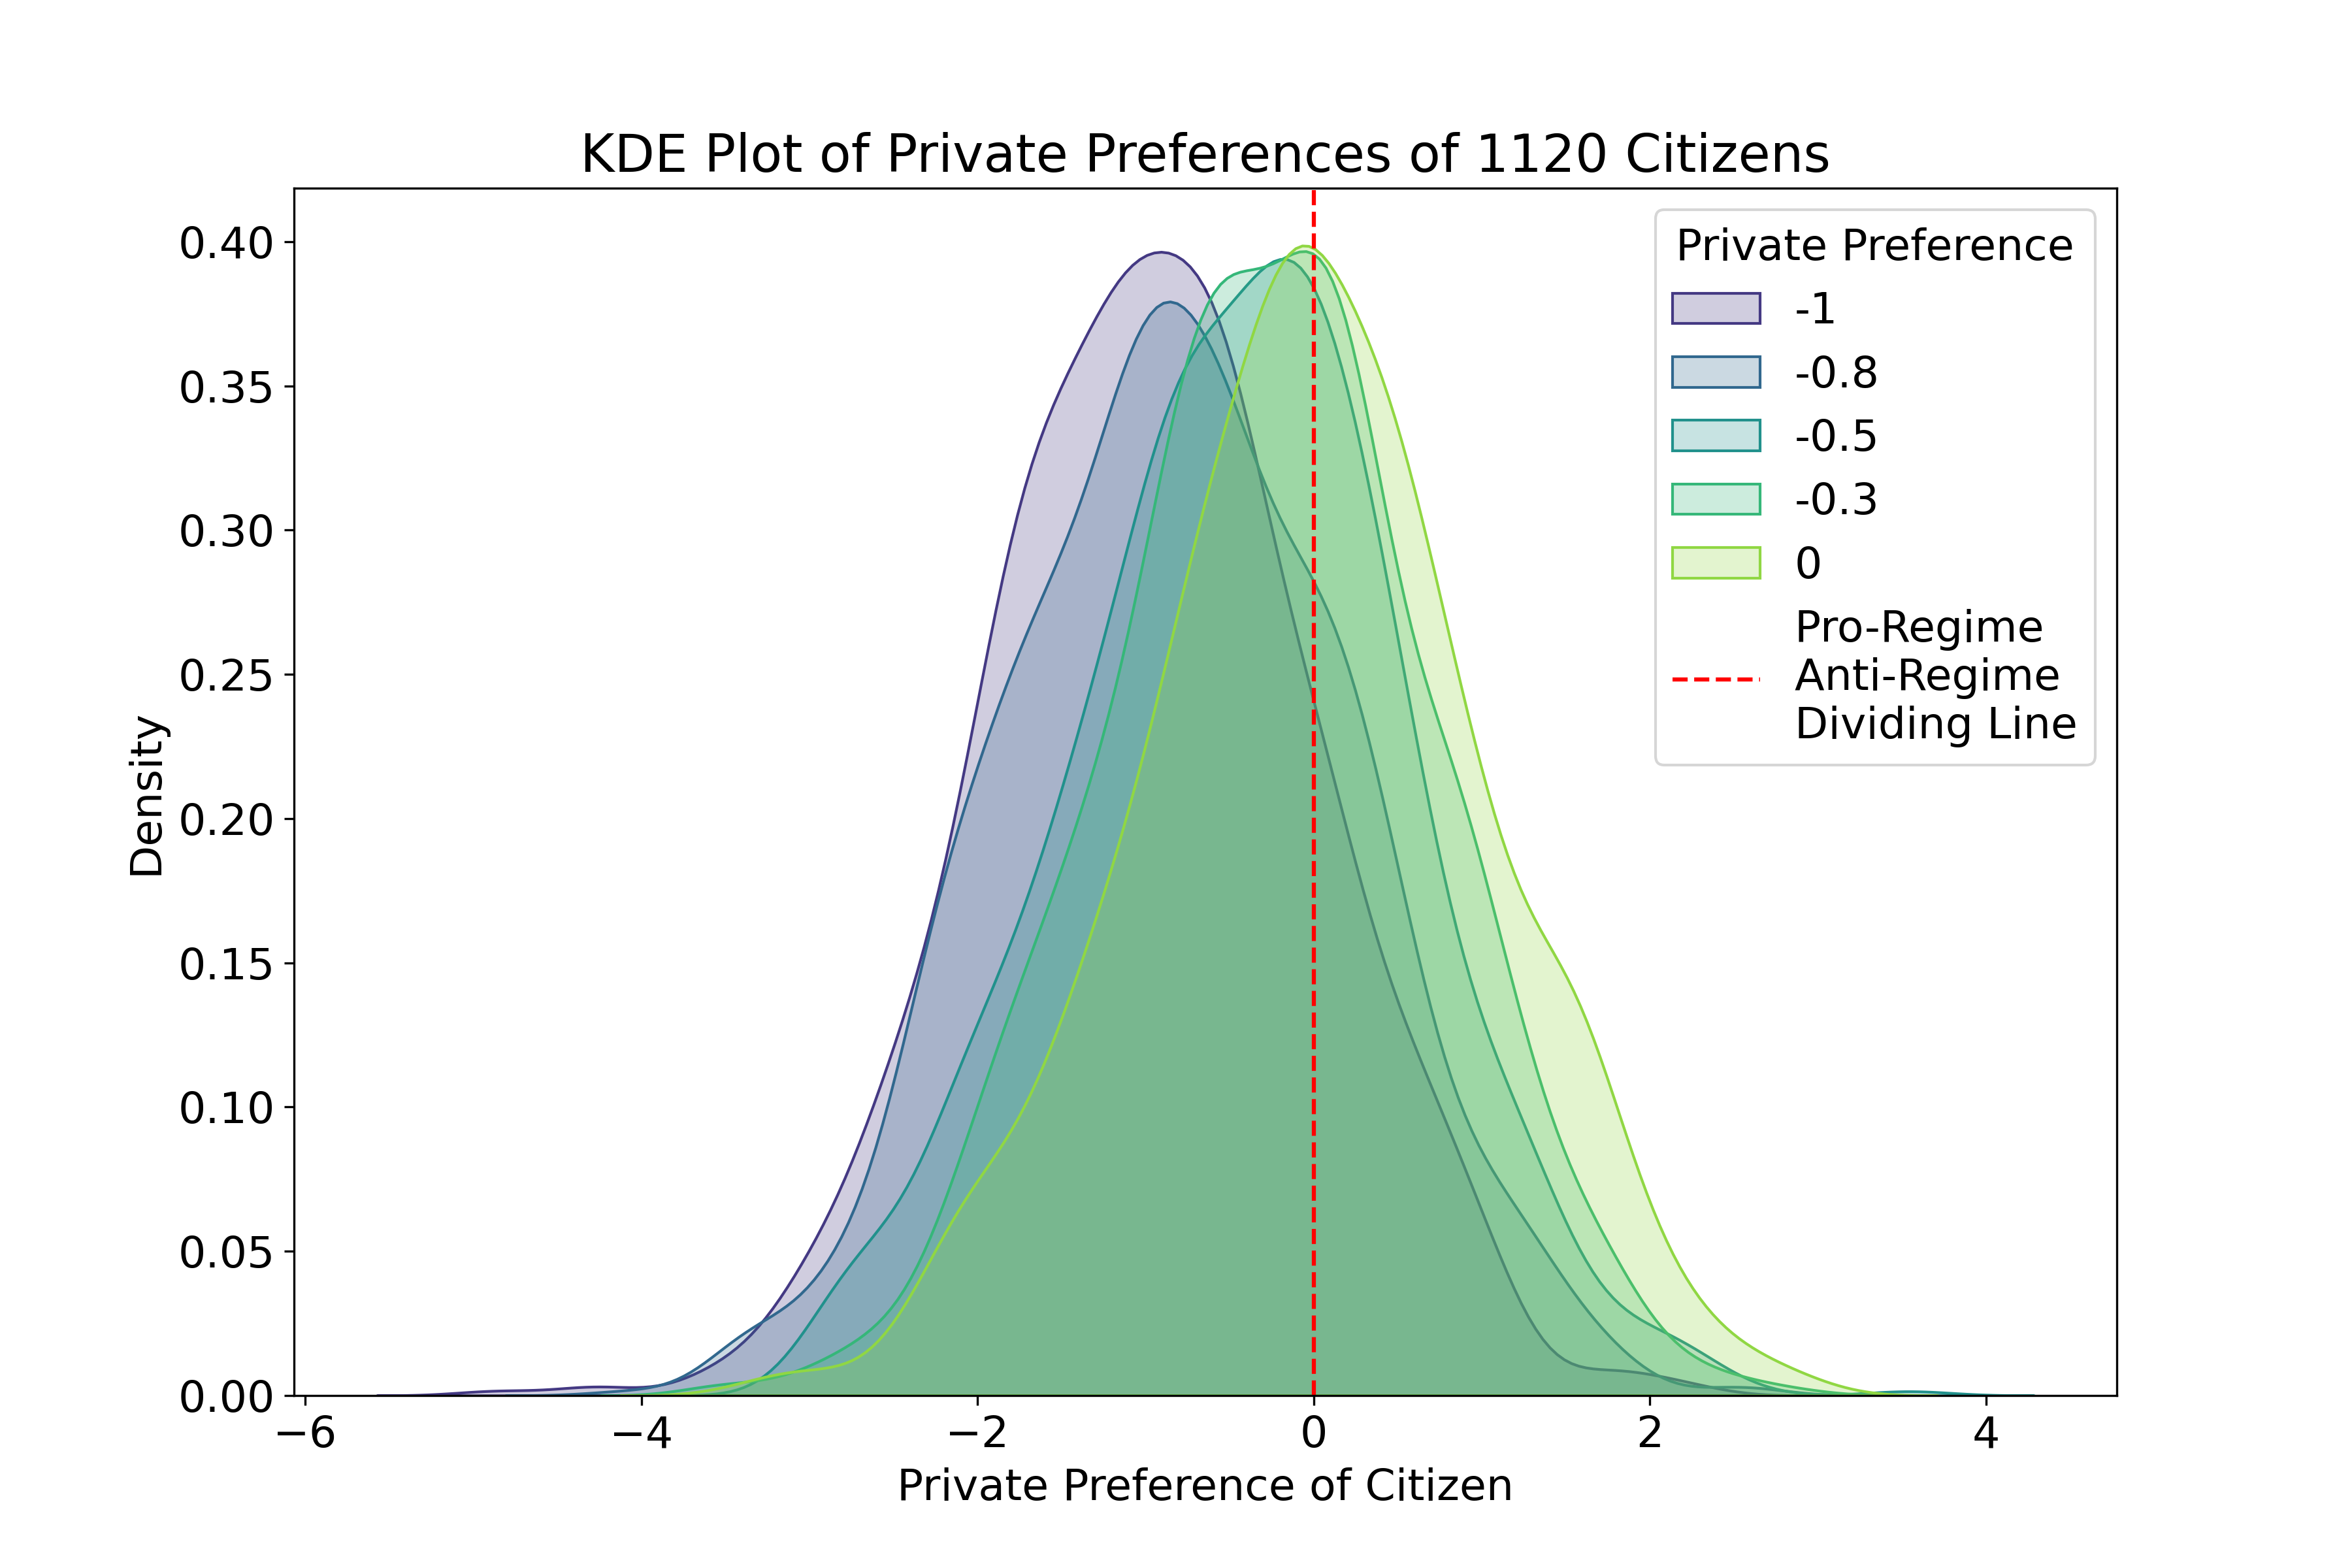 KDE Plot of Private Preferences of 1120 Citizens
Private Preference
-1
-0.8
-0.5
-0.3
0
Pro-Regime
Anti-Regime
Dividing Line
Density
0.40
0.35
0.30
0.25
0.20
0.15
0.10
0.05
0.00
−6 −4 −2 0 2 4
Private Preference of Citizen